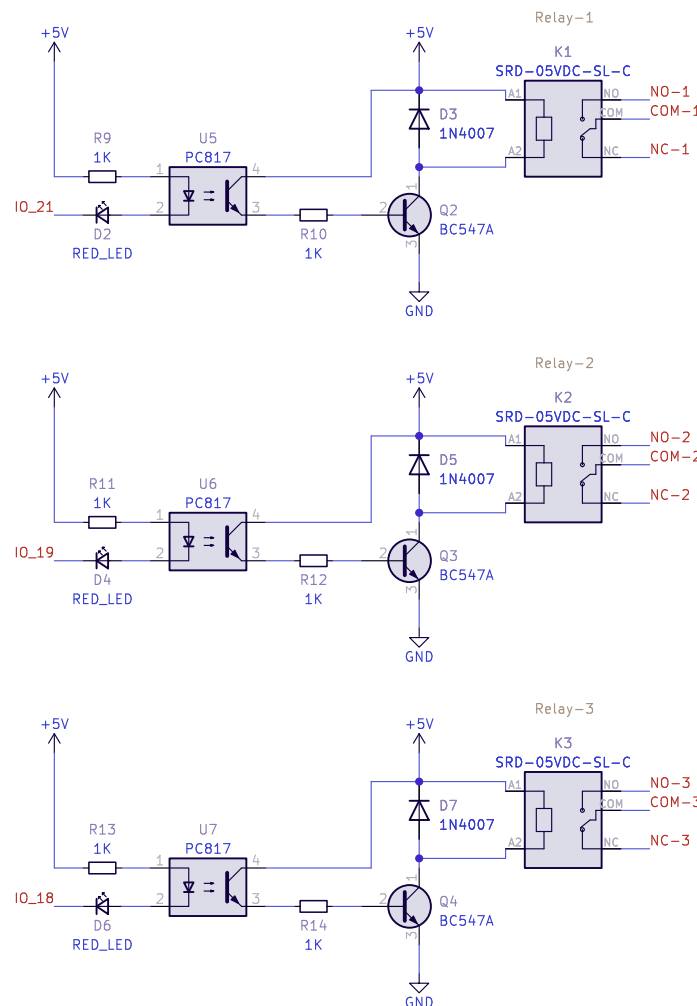 Relay-1
+5V
+5V
K1
SRD-05VDC-SL-C
A1
NO
NO-1
COM
COM-1
D3
1N4007
R9
1K
U5
PC817
A2
NC
NC-1
1
4
1
IO_21
2
3
2
Q2
BC547A
D2
RED_LED
R10
1K
3
GND
Relay-2
+5V
+5V
K2
SRD-05VDC-SL-C
A1
NO
NO-2
COM
COM-2
D5
1N4007
R11
1K
U6
PC817
A2
NC
NC-2
1
4
1
IO_19
2
3
2
Q3
BC547A
D4
RED_LED
R12
1K
3
GND
Relay-3
+5V
+5V
K3
SRD-05VDC-SL-C
A1
NO
NO-3
COM
COM-3
D7
1N4007
R13
1K
U7
PC817
A2
NC
NC-3
1
4
1
IO_18
2
3
2
Q4
BC547A
D6
RED_LED
R14
1K
3
GND